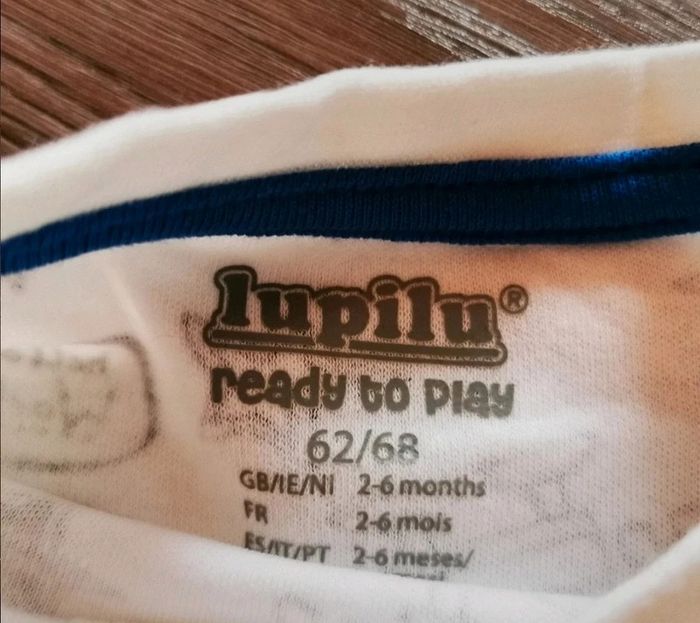 lupilu®
ready to play
62/68
GB/IE/NI 2-6 months
FR 2-6 mois
ES/IT/PT 2-6 meses/